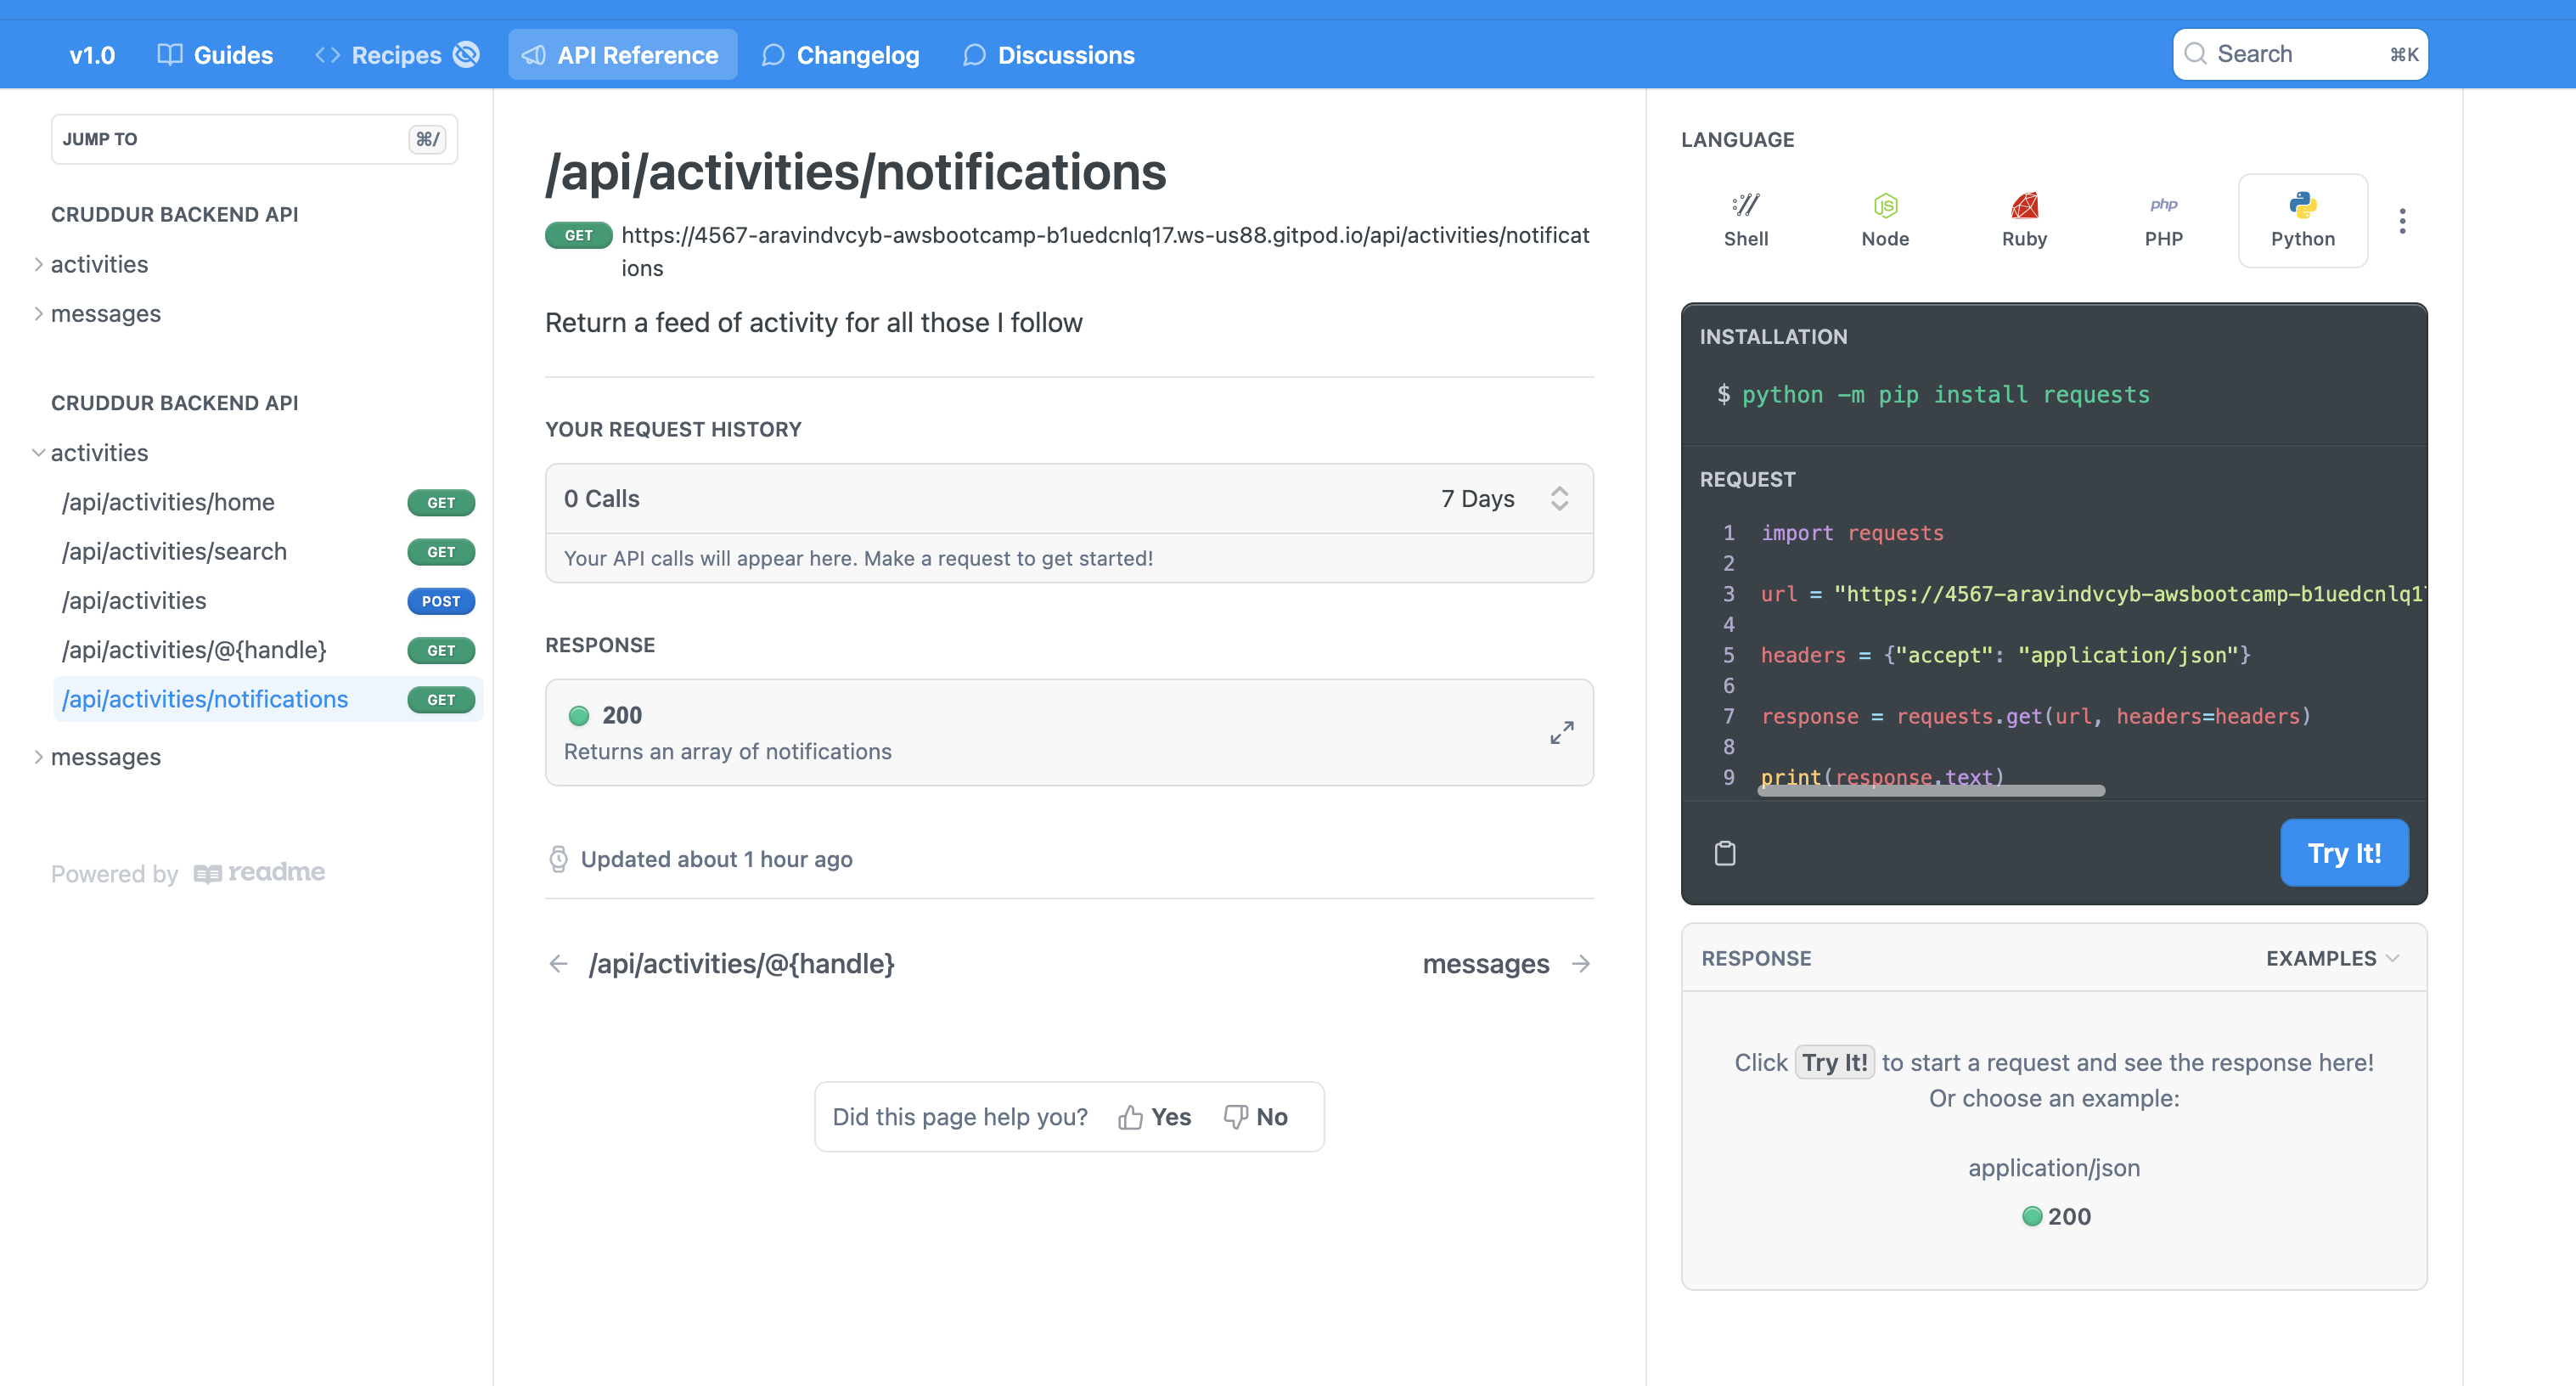 v1.0 Guides Recipes API Reference Changelog Discussions Search ⌘K
JUMP TO ⌘/
CRUDDUR BACKEND API
activities
messages
CRUDDUR BACKEND API
activities
/api/activities/home GET
/api/activities/search GET
/api/activities POST
/api/activities/@{handle} GET
/api/activities/notifications GET
messages
Powered by readme
/api/activities/notifications
GET https://4567-aravindvcyb-awsbootcamp-b1uedcnlq17.ws-us88.gitpod.io/api/activities/notificat
ions
Return a feed of activity for all those I follow
YOUR REQUEST HISTORY
0 Calls 7 Days
Your API calls will appear here. Make a request to get started!
RESPONSE
200
Returns an array of notifications
Updated about 1 hour ago
/api/activities/@{handle} messages
Did this page help you? Yes No
LANGUAGE
Shell Node Ruby php PHP Python
INSTALLATION
$ python -m pip install requests
REQUEST
1 import requests
2
3 url = "https://4567-aravindvcyb-awsbootcamp-b1uedcnlq1
4
5 headers = {"accept": "application/json"}
6
7 response = requests.get(url, headers=headers)
8
9 print(response.text)
Try It!
RESPONSE EXAMPLES
Click Try It! to start a request and see the response here!
Or choose an example:
application/json
200